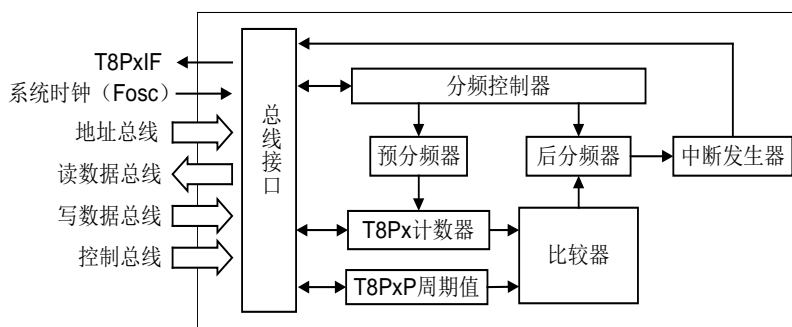 T8PxIF
系统时钟（Fosc）
地址总线
读数据总线
写数据总线
控制总线
总线接口
分频控制器
预分频器
后分频器
中断发生器
T8Px计数器
比较器
T8PxP周期值